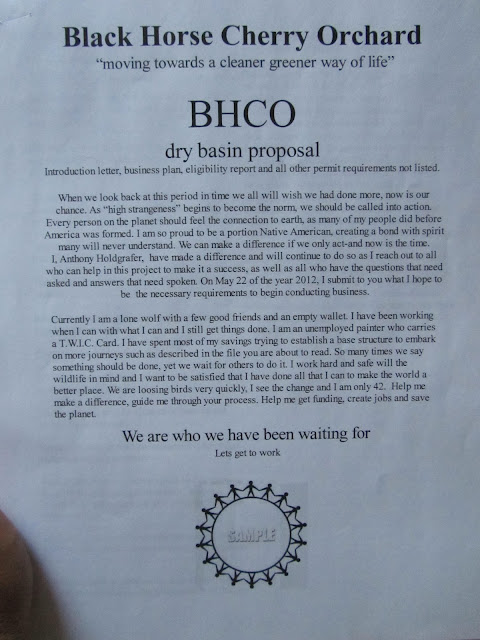 Black Horse Cherry Orchard
“moving towards a cleaner greener way of life”
BHCO
dry basin proposal
Introduction letter, business plan, eligibility report and all other permit requirements not listed.
When we look back at this period in time we all will wish we had done more, now is our
chance. As “high strangeness” begins to become the norm, we should be called into action.
Every person on the planet should feel the connection to earth, as many of my people did before
America was formed. I am so proud to be a portion Native American, creating a bond with spirit
many will never understand. We can make a difference if we only act-and now is the time.
I, Anthony Holdgrafer, have made a difference and will continue to do so as I reach out to all
who can help in this project to make it a success, as well as all who have the questions that need
asked and answers that need spoken. On May 22 of the year 2012, I submit to you what I hope to
be the necessary requirements to begin conducting business.
Currently I am a lone wolf with a few good friends and an empty wallet. I have been working
when I can with what I can and I still get things done. I am an unemployed painter who carries
a T.W.I.C. Card. I have spent most of my savings trying to establish a base structure to embark
on more journeys such as described in the file you are about to read. So many times we say
something should be done, yet we wait for others to do it. I work hard and safe will the
wildlife in mind and I want to be satisfied that I have done all that I can to make the world a
better place. We are loosing birds very quickly, I see the change and I am only 42. Help me
make a difference, guide me through your process. Help me get funding, create jobs and save
the planet.
We are who we have been waiting for
Lets get to work
SAMPLE